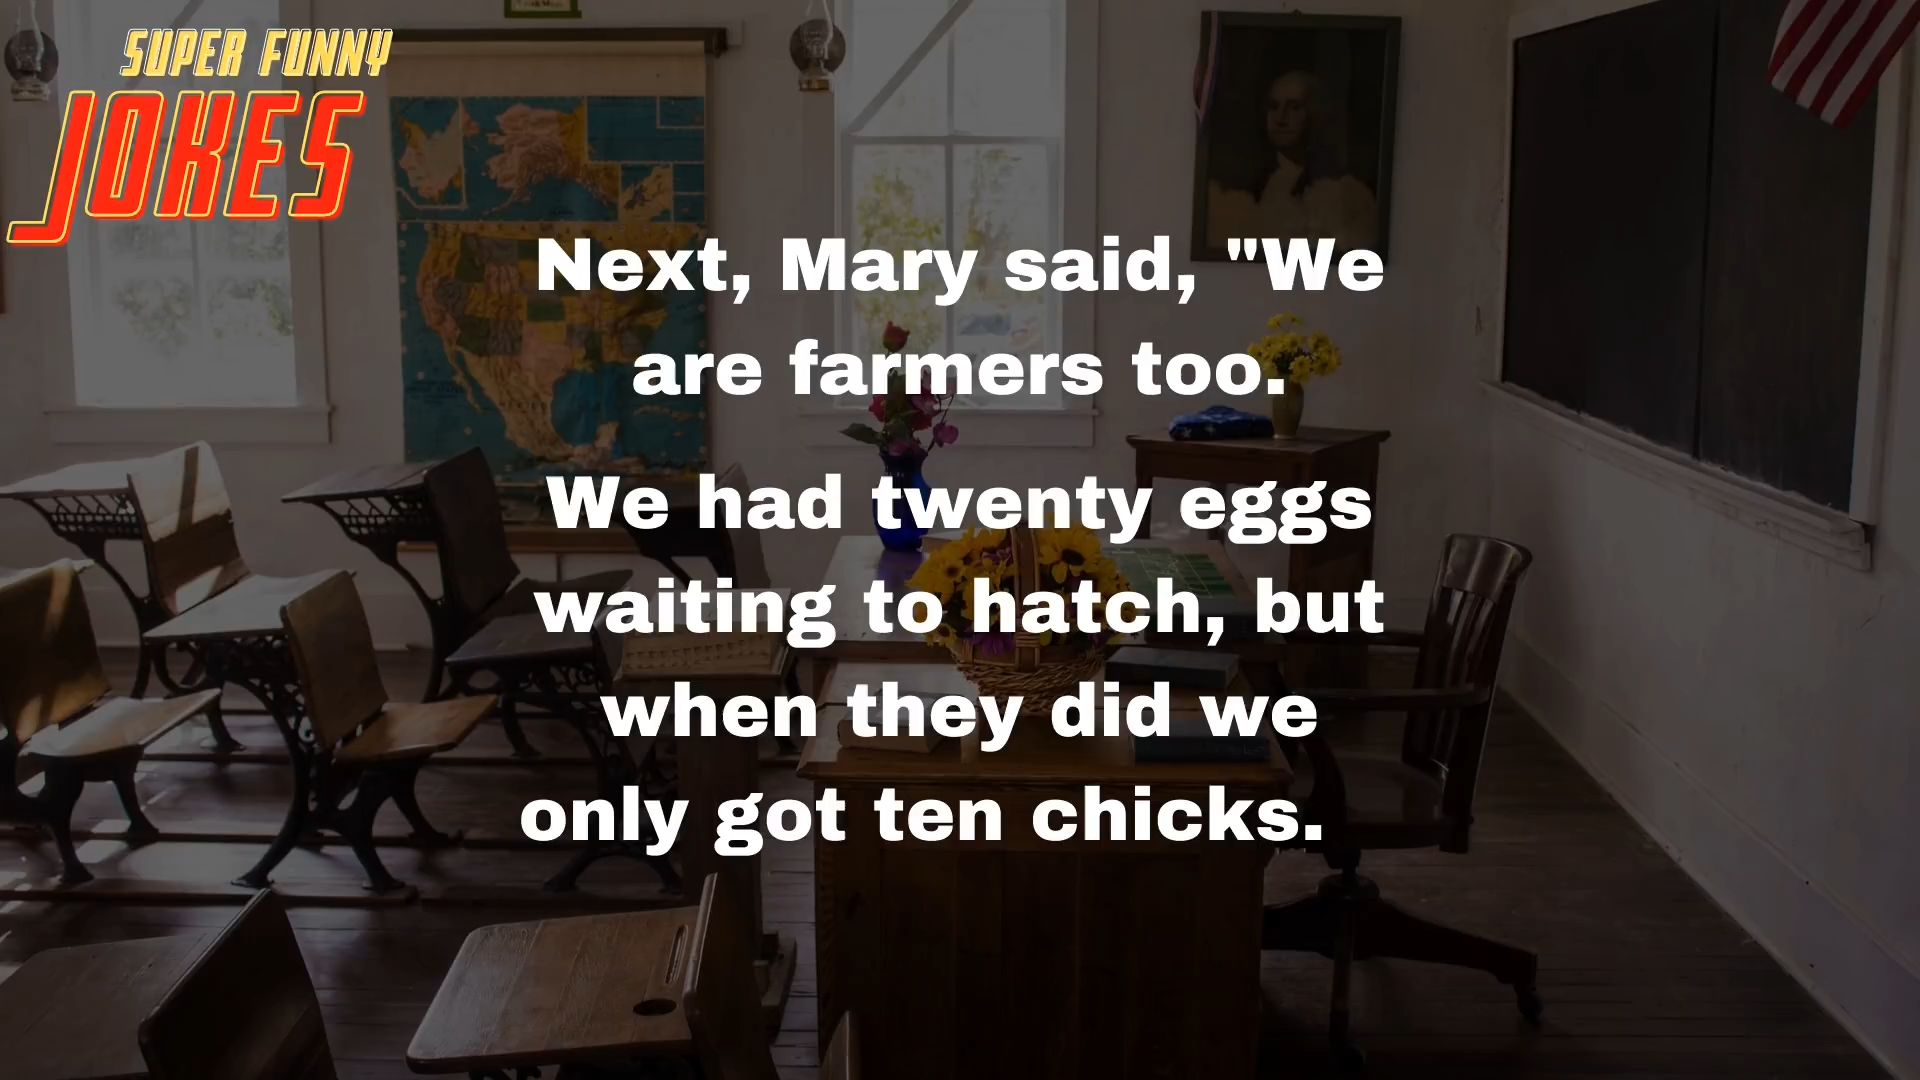 SUPER FUNNY
JOKES
Next, Mary said, "We
are farmers too.
We had twenty eggs
waiting to hatch, but
when they did we
only got ten chicks.